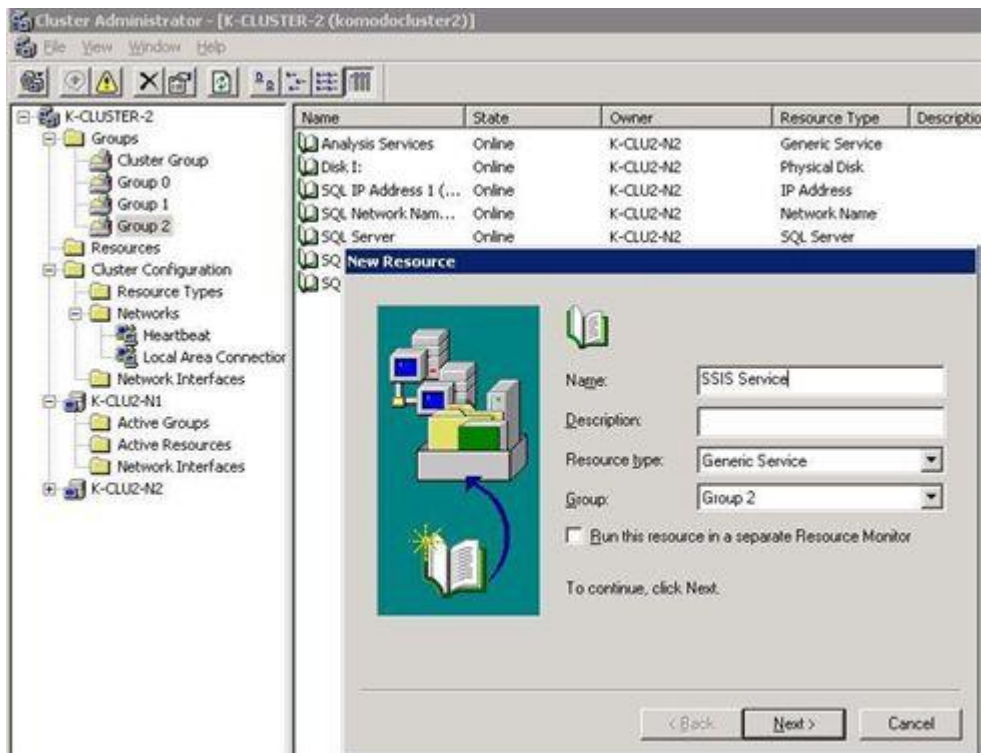 Cluster Administrator - [K-CLUSTER-2 (komodocluster2)]
File View Window Help
K-CLUSTER-2
Groups
Cluster Group
Group 0
Group 1
Group 2
Resources
Cluster Configuration
Resource Types
Networks
Heartbeat
Local Area Connection
Network Interfaces
K-CLU2-N1
Active Groups
Active Resources
Network Interfaces
K-CLU2-N2
Name State Owner Resource Type Descriptio
Analysis Services Online K-CLU2-N2 Generic Service
Disk I: Online K-CLU2-N2 Physical Disk
SQL IP Address 1 (... Online K-CLU2-N2 IP Address
SQL Network Nam... Online K-CLU2-N2 Network Name
SQL Server Online K-CLU2-N2 SQL Server
SQ
SQ
New Resource
Name: SSIS Service
Description:
Resource type: Generic Service
Group: Group 2
Run this resource in a separate Resource Monitor
To continue, click Next.
< Back Next > Cancel